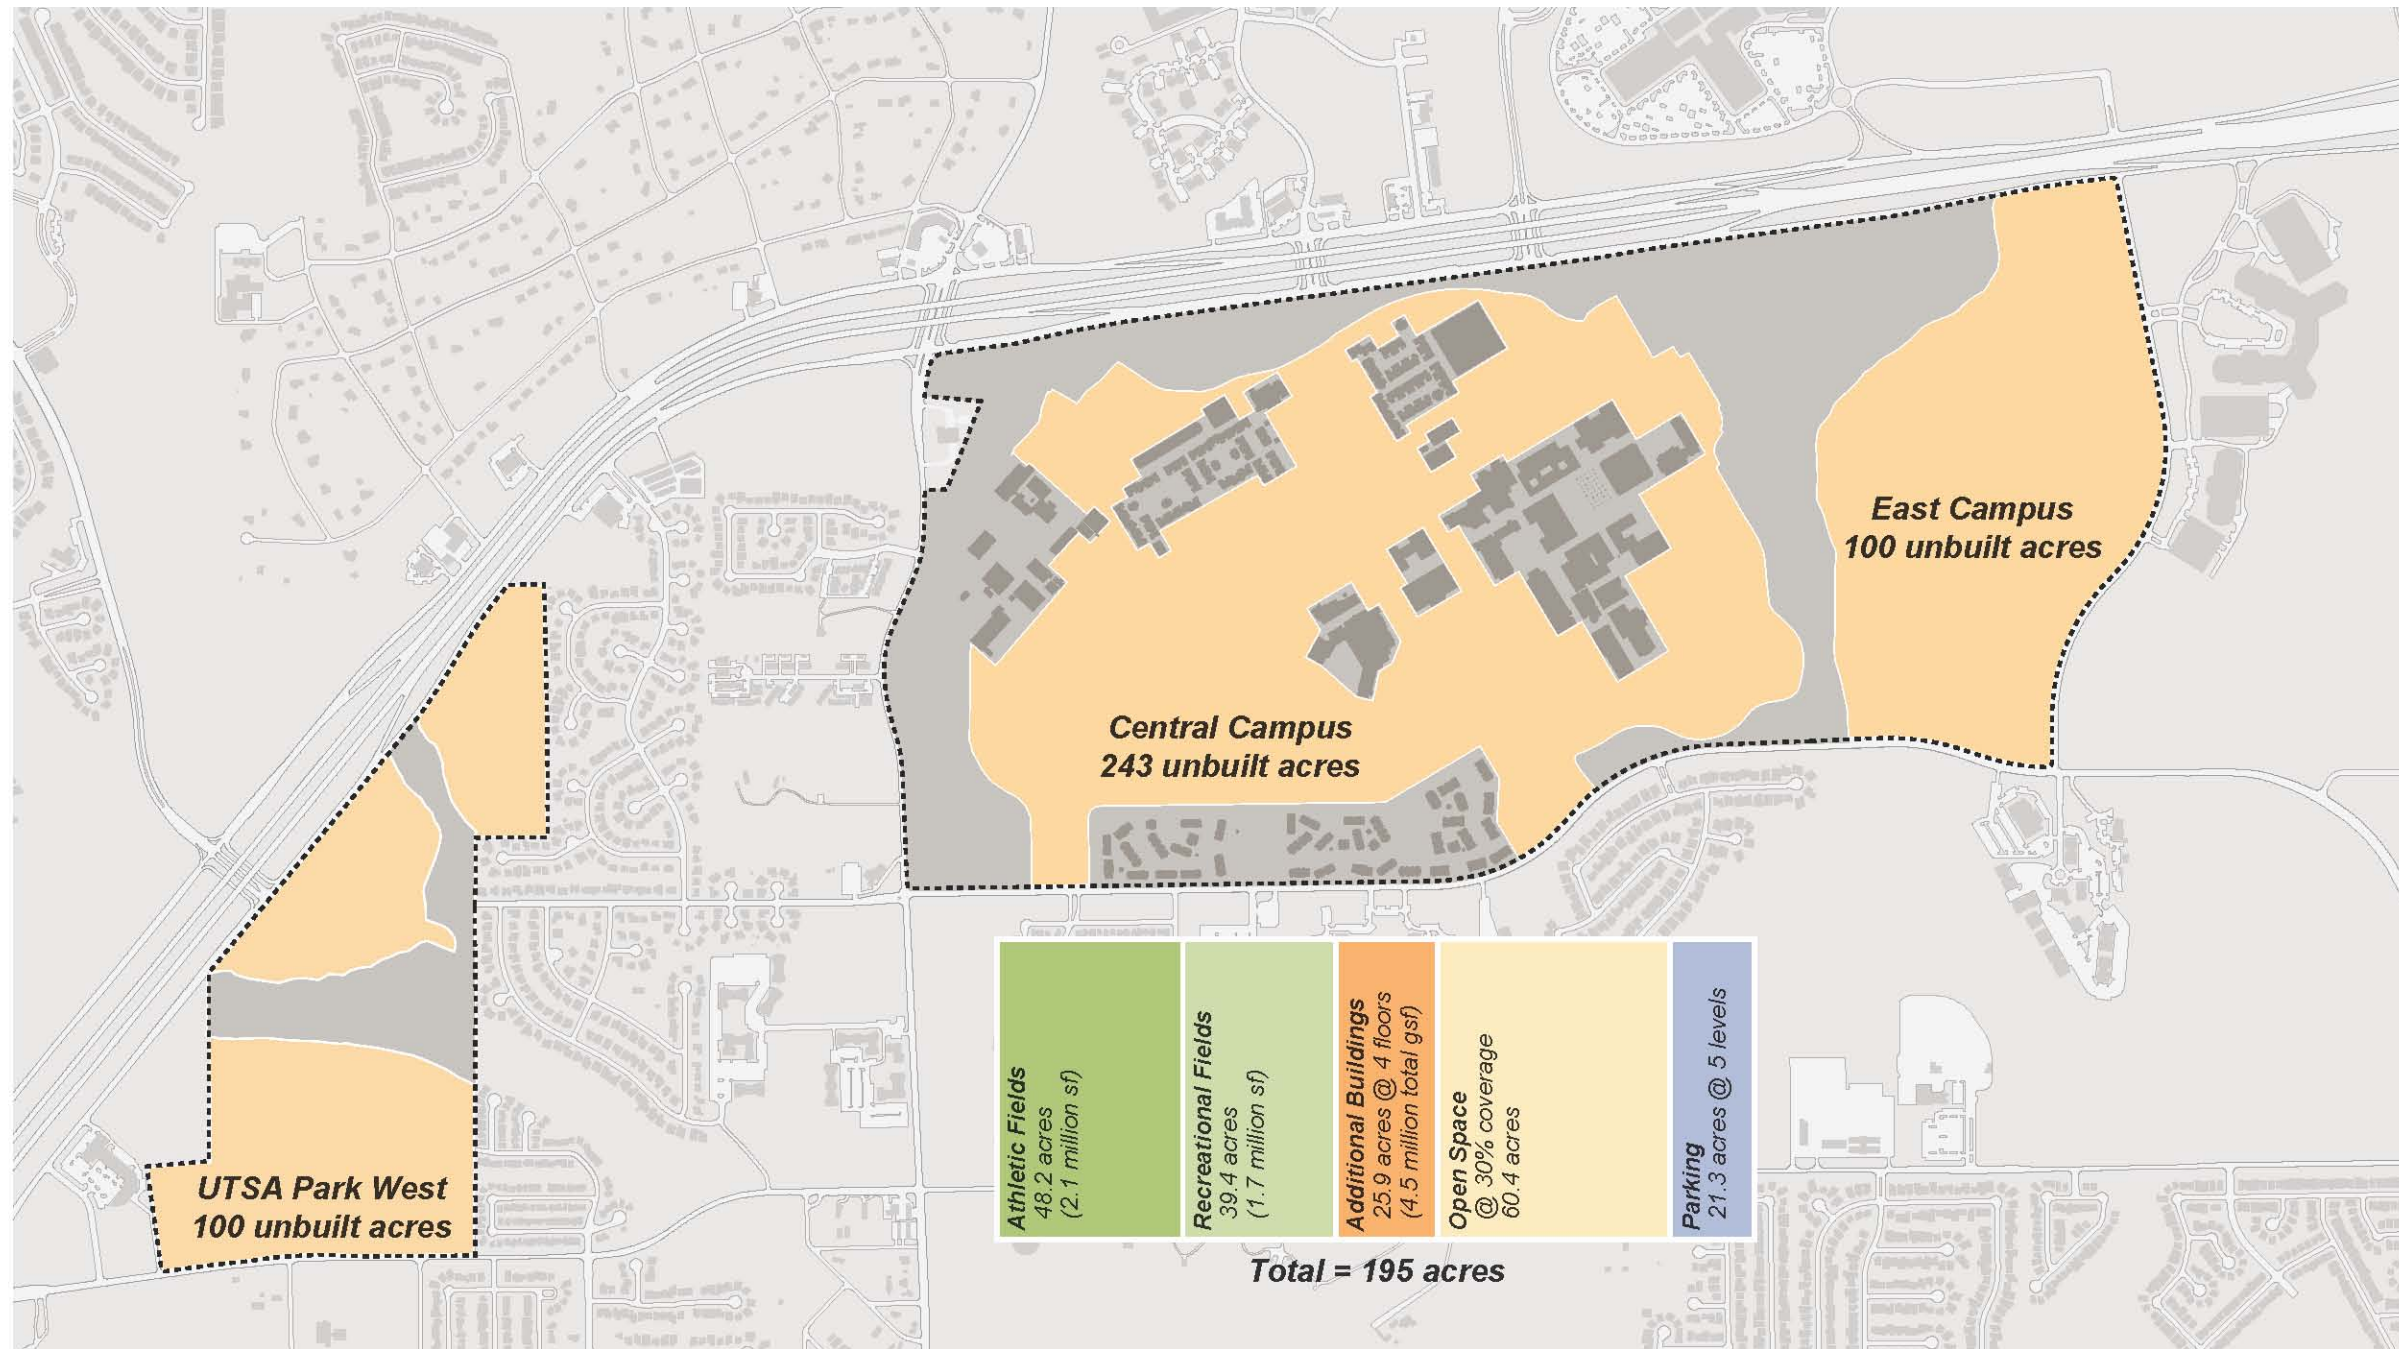 East Campus
100 unbuilt acres
Central Campus
243 unbuilt acres
UTSA Park West
100 unbuilt acres
Athletic Fields
48.2 acres
(2.1 million sf)
Recreational Fields
39.4 acres
(1.7 million sf)
Additional Buildings
25.9 acres @ 4 floors
(4.5 million total gsf)
Open Space
@ 30% coverage
60.4 acres
Parking
21.3 acres @ 5 levels
Total = 195 acres